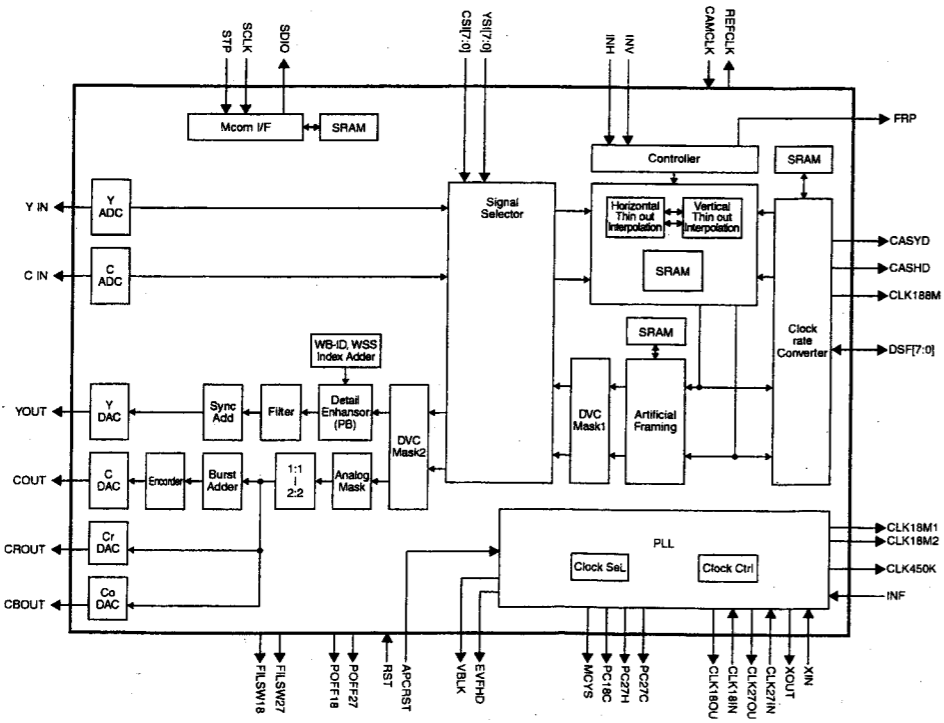 STP
SCLK
SDIO
CSI[7:0]
YSI[7:0]
INH
INV
CAMCLK
REFCLK
Mcom I/F
SRAM
FRP
Controller
SRAM
Y IN
Y
ADC
Signal
Selector
Horizontal
Thin out
Interpolation
Vertical
Thin out
Interpolation
CASYD
C IN
C
ADC
SRAM
CASHD
CLK188M
WB-ID, WSS
Index Adder
SRAM
Clock
rate
Converter
DSF[7:0]
YOUT
Y
DAC
Sync
Add
Filter
Detail
Enhansor
(PB)
DVC
Mask2
DVC
Mask1
Artificial
Framing
COUT
C
DAC
Encorder
Burst
Adder
1:1
2:2
Analog
Mask
CROUT
Cr
DAC
PLL
CLK18M1
CLK18M2
Clock SeL
Clock Ctrl
CLK450K
CBOUT
Co
DAC
INF
FILSW18
FILSW27
POFF18
POFF27
RST
APCRST
VBLK
EVFHD
MCYS
PC18C
PC27H
PC27C
CLK18OU
CLK18IN
CLK27OU
CLK27IN
XOUT
XIN